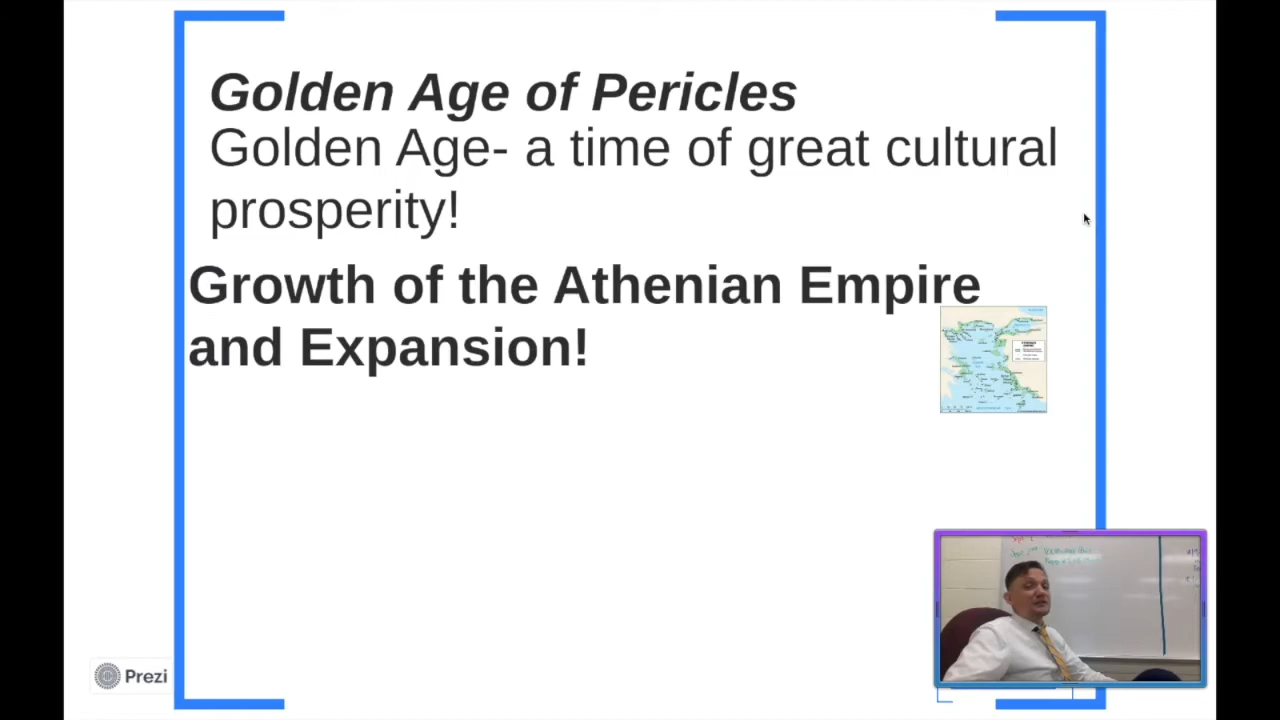 Golden Age of Pericles
Golden Age- a time of great cultural
prosperity!
Growth of the Athenian Empire
and Expansion!
Prezi